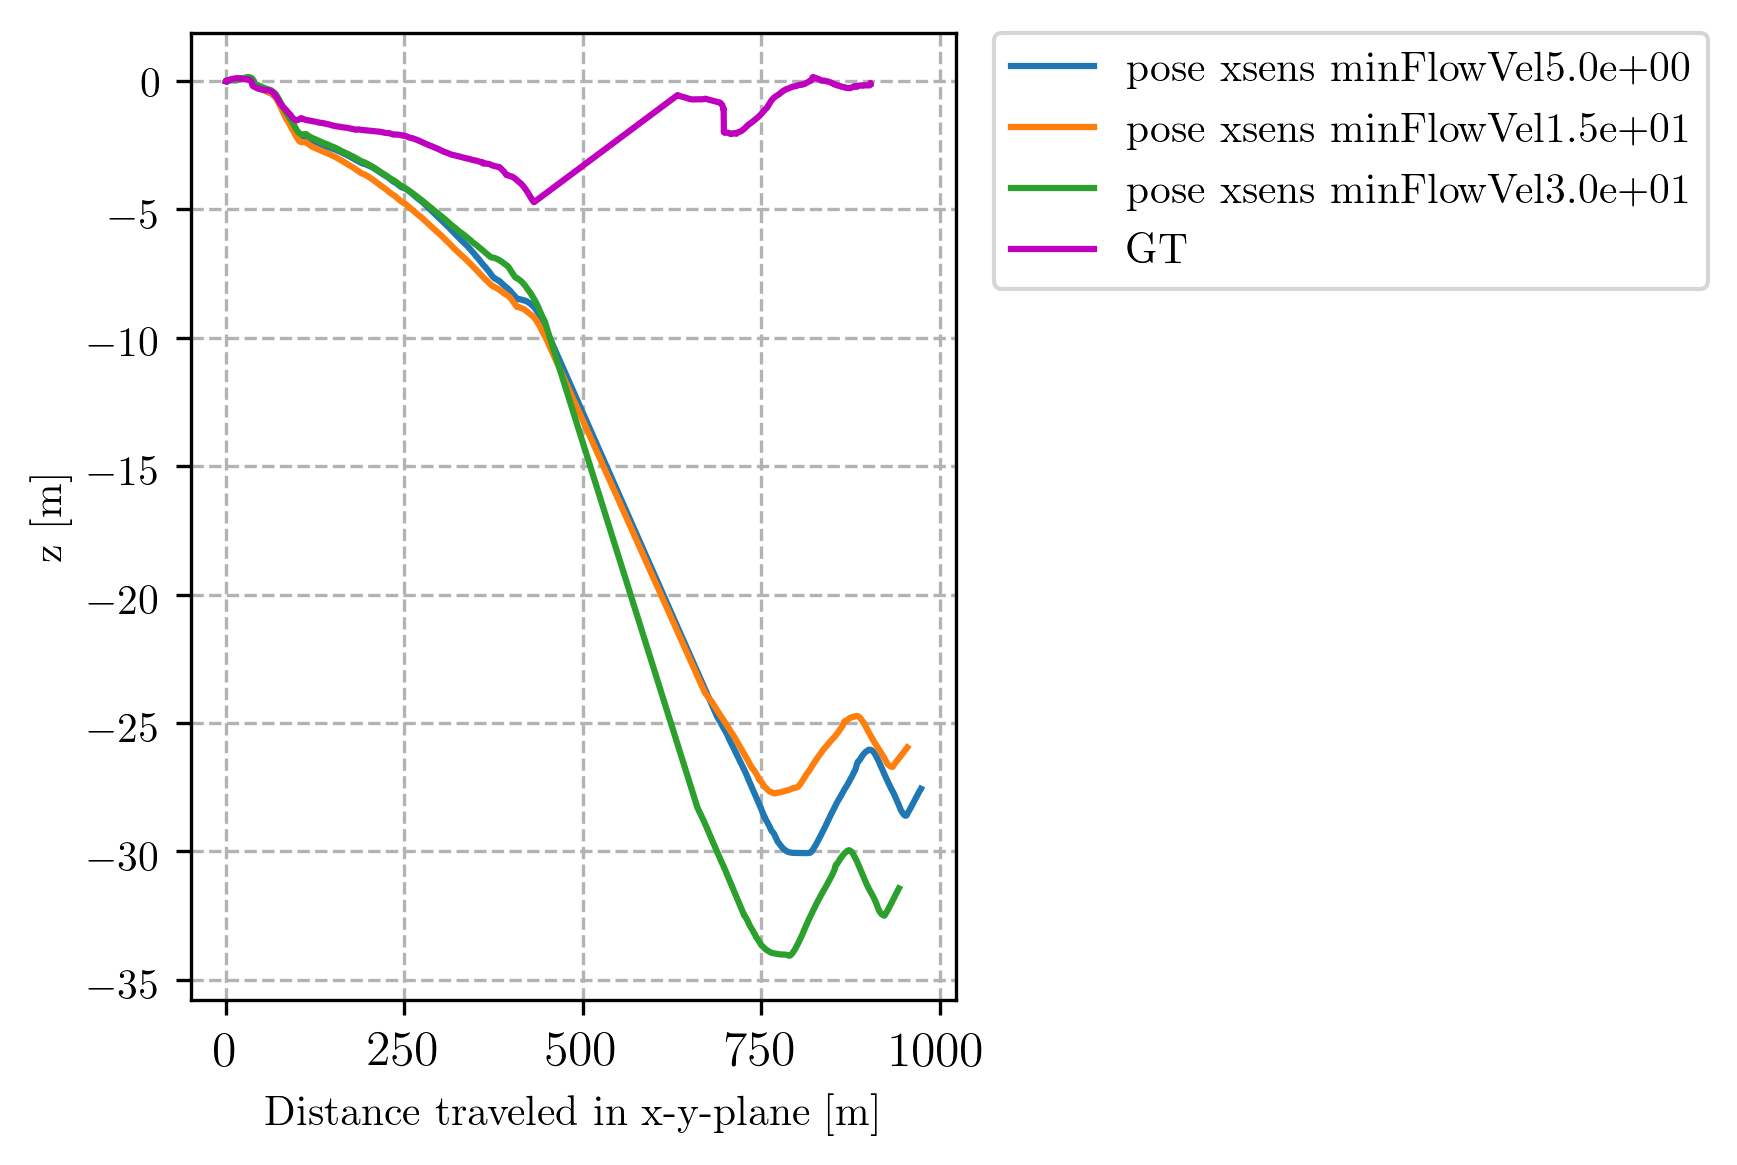 0
−5
−10
−15
−20
−25
−30
−35
z [m]
0 250 500 750 1000
Distance traveled in x-y-plane [m]
pose xsens minFlowVel5.0e+00
pose xsens minFlowVel1.5e+01
pose xsens minFlowVel3.0e+01
GT